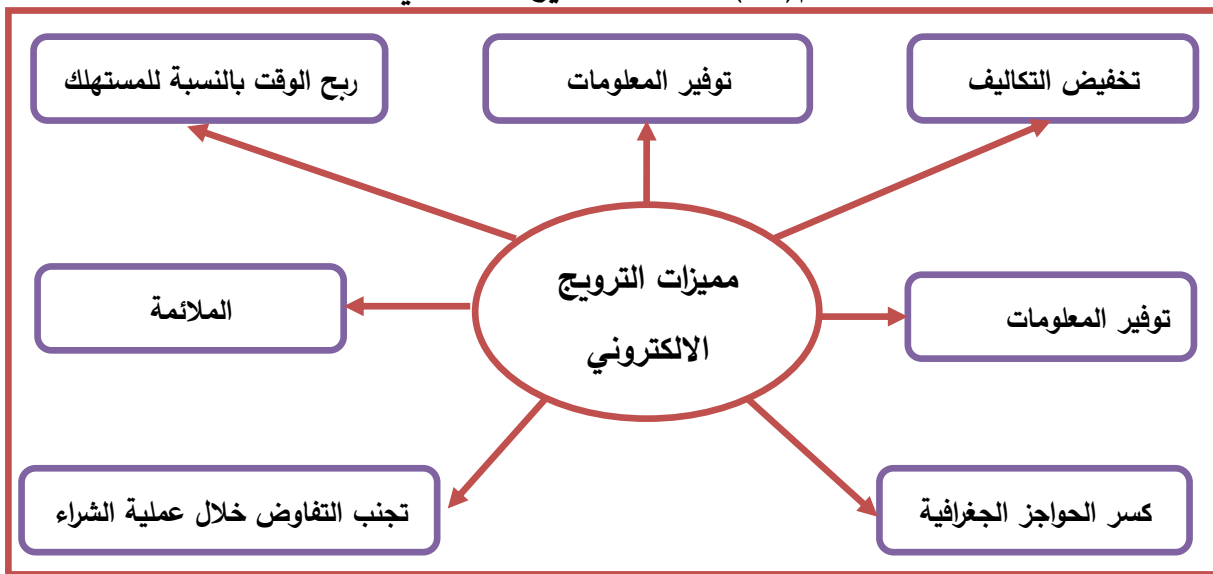 تخفيض التكاليف
توفير المعلومات
ربح الوقت بالنسبة للمستهلك
مميزات الترويج
الالكتروني
توفير المعلومات
الملائمة
كسر الحواجز الجغرافية
تجنب التفاوض خلال عملية الشراء